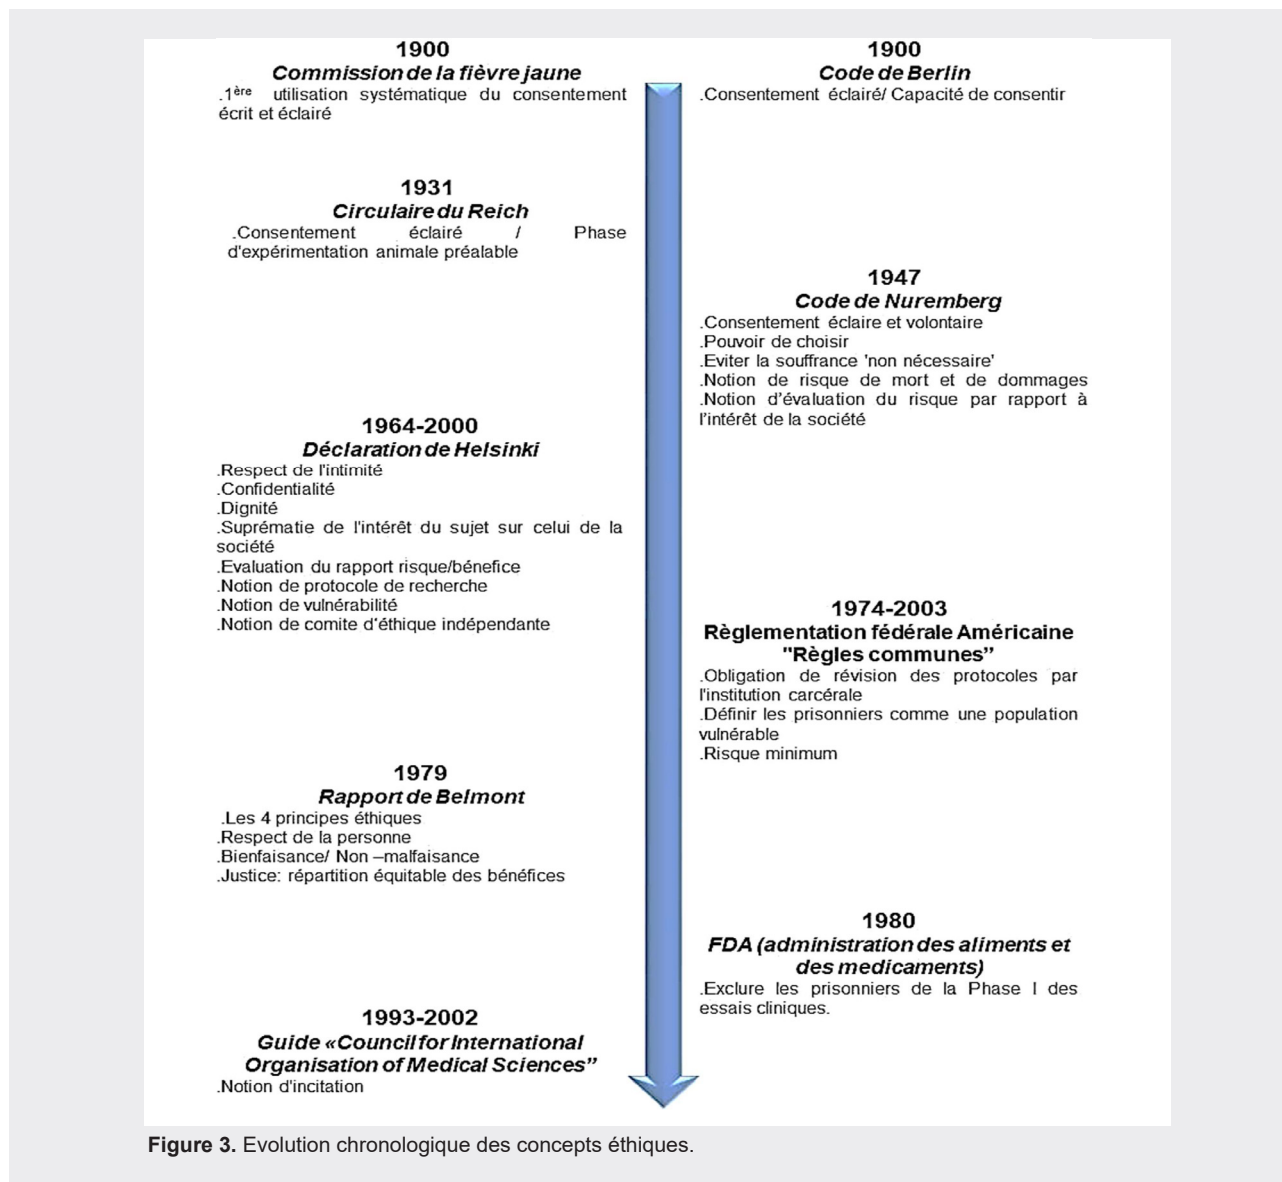 1900
Commission de la fièvre jaune
.1ère utilisation systématique du consentement
écrit et éclairé
1900
Code de Berlin
.Consentement éclairé/ Capacité de consentir
1931
Circulaire du Reich
.Consentement éclairé / Phase
d'expérimentation animale préalable
1947
Code de Nuremberg
.Consentement éclaire et volontaire
.Pouvoir de choisir
.Eviter la souffrance 'non nécessaire'
.Notion de risque de mort et de dommages
.Notion d'évaluation du risque par rapport à
l'intérêt de la société
1964-2000
Déclaration de Helsinki
.Respect de l'intimité
.Confidentialité
.Dignité
.Suprématie de l'intérêt du sujet sur celui de la
société
.Evaluation du rapport risque/bénefice
.Notion de protocole de recherche
.Notion de vulnérabilité
.Notion de comite d'éthique indépendante
1974-2003
Règlementation fédérale Américaine
"Règles communes”
.Obligation de révision des protocoles par
l'institution carcérale
.Définir les prisonniers comme une population
vulnérable
.Risque minimum
1979
Rapport de Belmont
.Les 4 principes éthiques
.Respect de la personne
.Bienfaisance/ Non –malfaisance
.Justice: répartition équitable des bénéfices
1980
FDA (administration des aliments et
des medicaments)
.Exclure les prisonniers de la Phase I des
essais cliniques.
1993-2002
Guide «Council for International
Organisation of Medical Sciences”
.Notion d'incitation
Figure 3. Evolution chronologique des concepts éthiques.